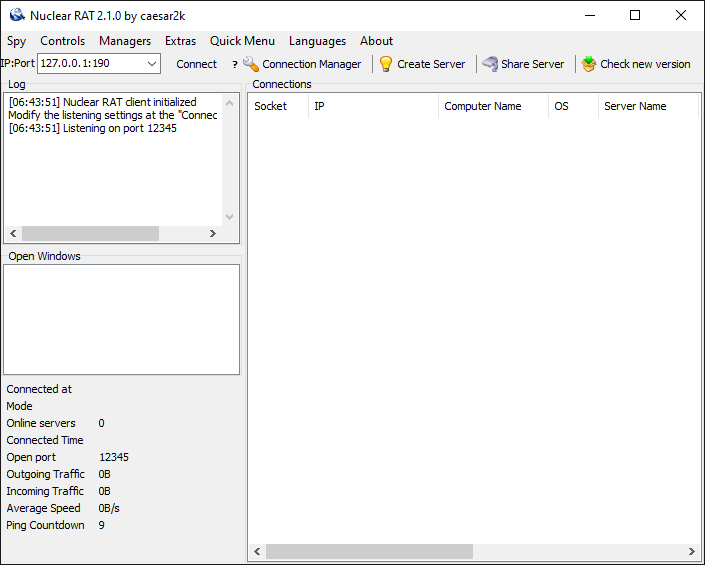 Nuclear RAT 2.1.0 by caesar2k
Spy Controls Managers Extras Quick Menu Languages About
IP:Port 127.0.0.1:190 Connect ? Connection Manager Create Server Share Server Check new version
Log
[06:43:51] Nuclear RAT client initialized
Modify the listening settings at the "Connec
[06:43:51] Listening on port 12345
Open Windows
Connected at
Mode
Online servers 0
Connected Time
Open port 12345
Outgoing Traffic 0B
Incoming Traffic 0B
Average Speed 0B/s
Ping Countdown 9
Connections
Socket IP Computer Name OS Server Name